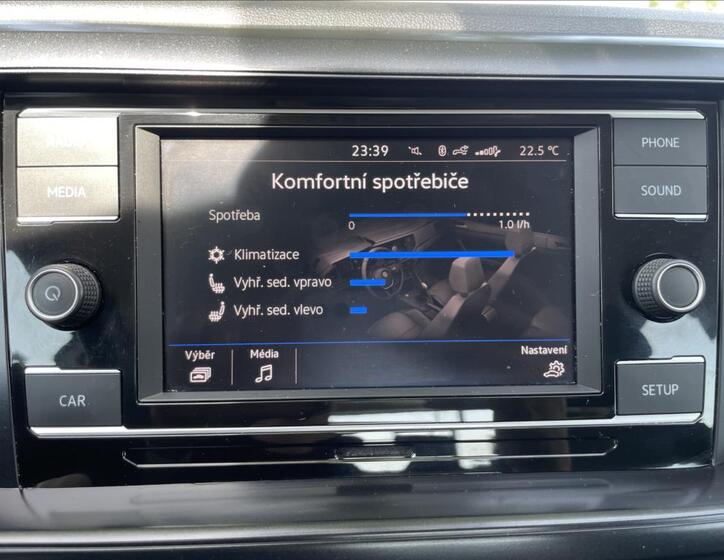 23:39 22.5 °C
Komfortní spotřebiče
Spotřeba
0 1.0 l/h
Klimatizace
Vyhř. sed. vpravo
Vyhř. sed. vlevo
Výběr Média Nastavení
MEDIA
CAR
PHONE
SOUND
SETUP